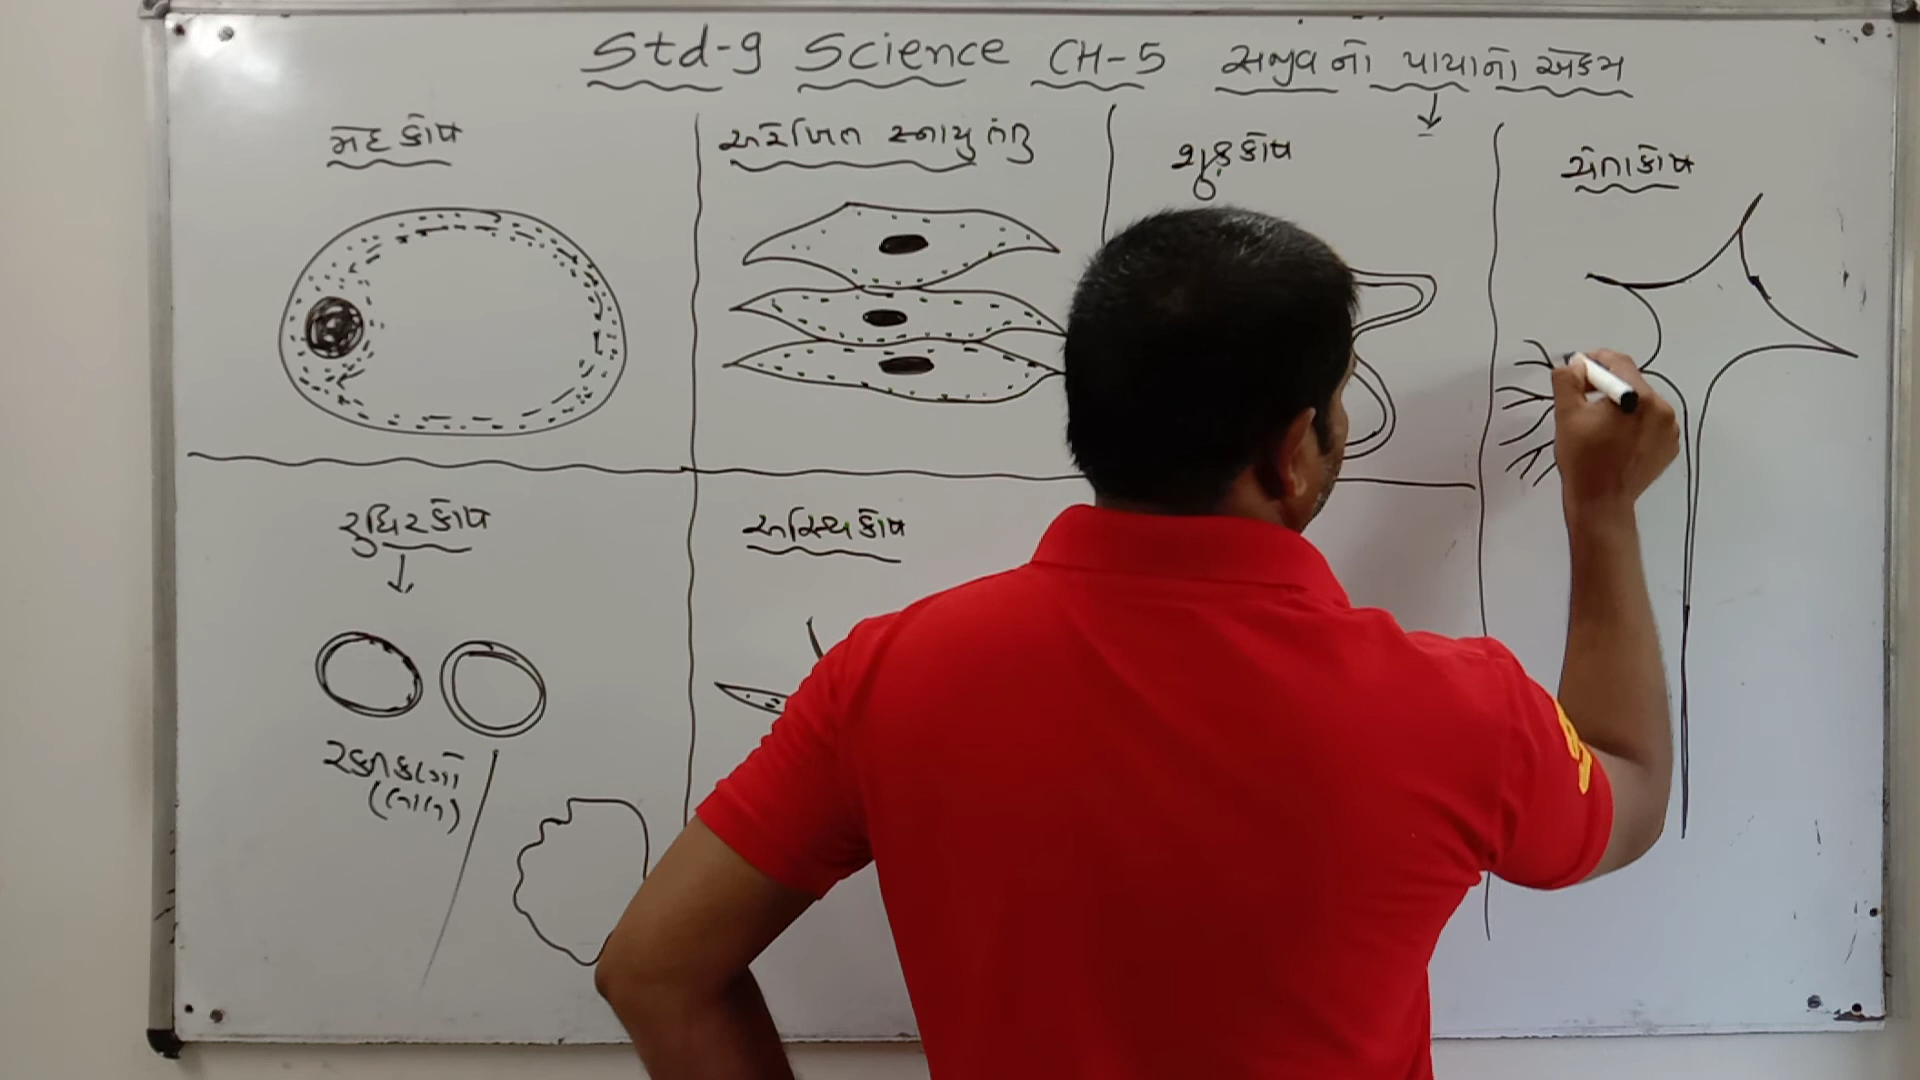 Std-9 Science CH-5 સજીવનો પાયાનો એકમ
મેદકોષ
અરેખિત સ્નાયુતંતુ
શુક્રકોષ
ચેતાકોષ
રુધિરકોષ
અસ્થિકોષ
રક્તકણો
(લાલ)